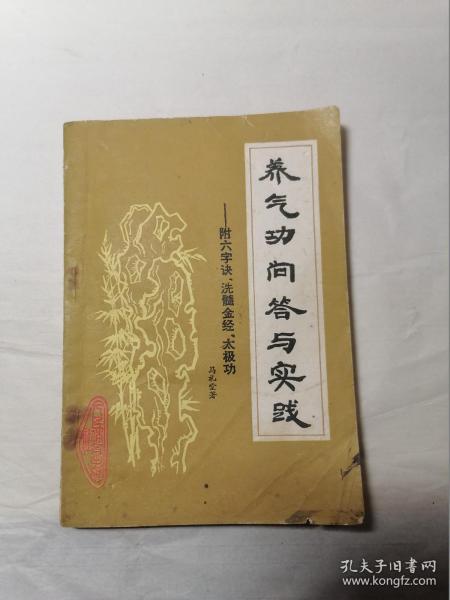 养气功问答与实践
——附六字诀、洗髓金经、太极功
马礼堂著
孔夫子旧书网
www.kongfz.com